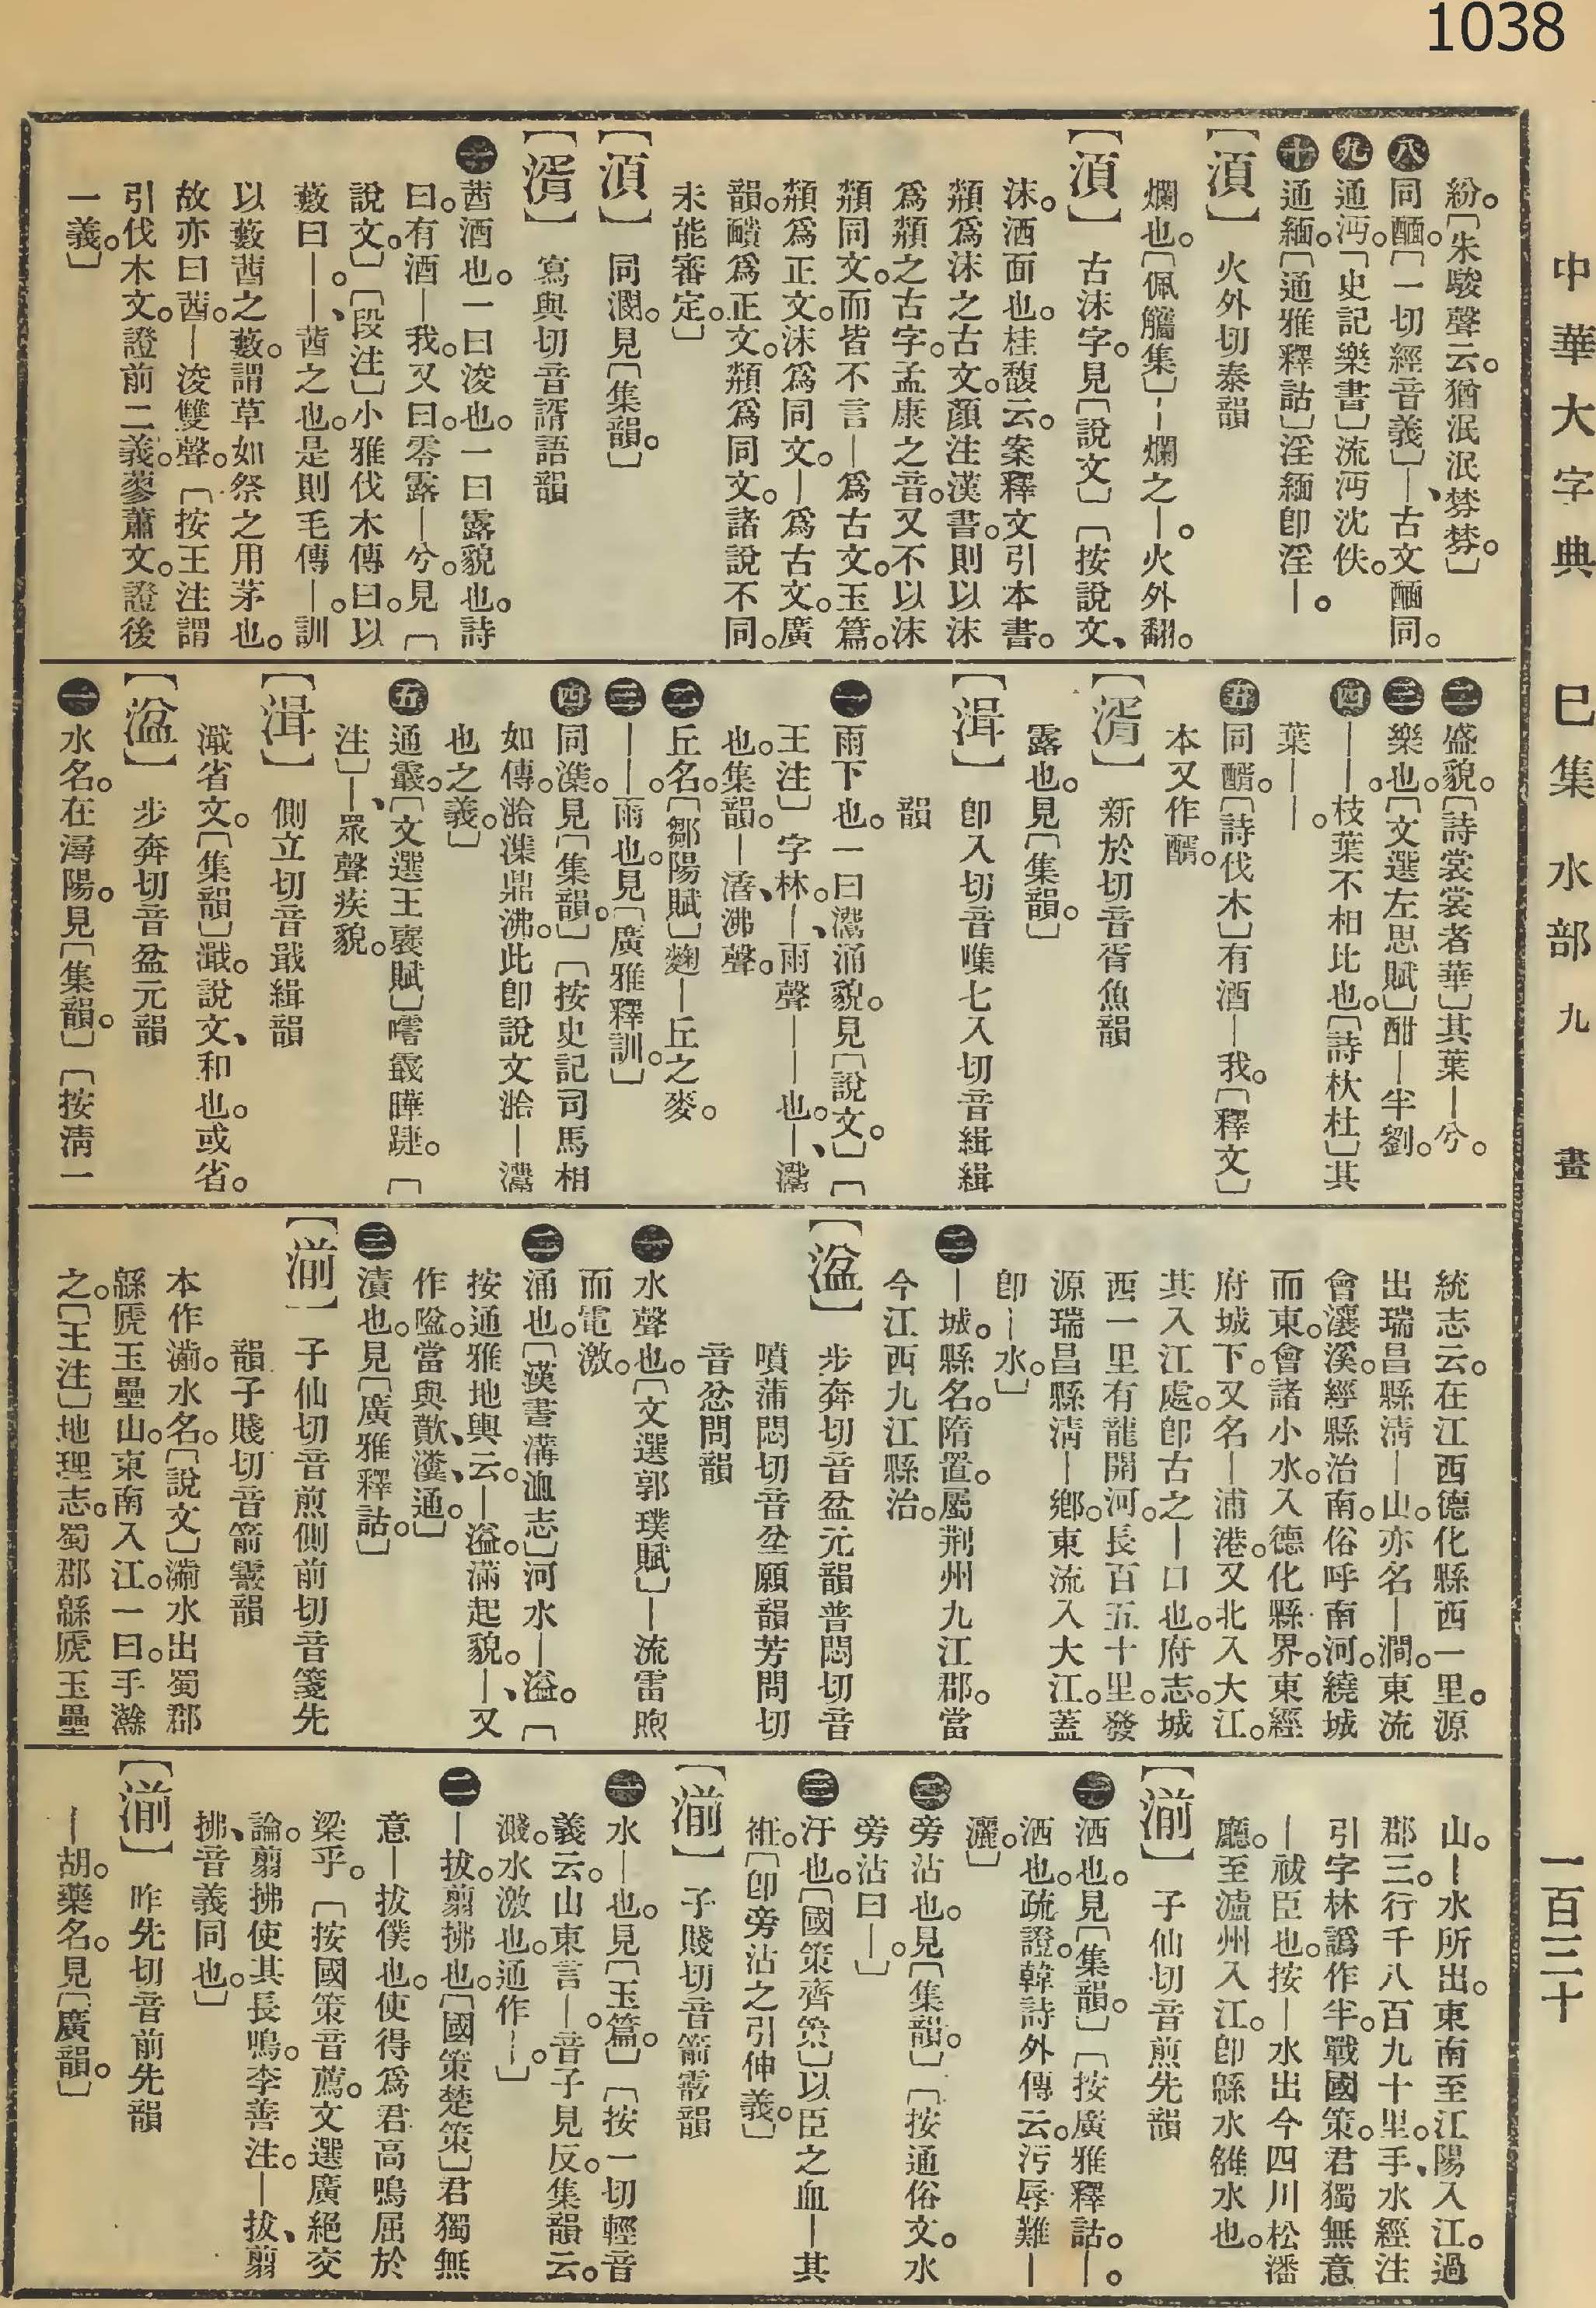 1038
中華大字典 巳集 水部 九畫 一百三十
紛。〔朱駿聲云。猶泯泯棼棼。〕
八 同湎。〔一切經音義〕｜、古文湎同。
九 通沔。〔史記樂書〕流沔沈佚。
十 通緬。〔通雅釋詁〕淫緬卽淫｜。
〔湏〕 火外切泰韻
爛也。〔佩觿集〕｜爛之｜。火外翻。
〔湏〕 古沬字。見〔說文〕〔按說文、
沬。洒面也。桂馥云。案釋文引本書。
頮爲沬之古文。顏注漢書。則以沬
爲頮之古字。孟康之音。又不以沬
頮同文。而皆不言｜爲古文。玉篇。
頮爲正文。沬爲同文。｜爲古文。廣
韻。靧爲正文。頮爲同文。諸說不同。
未能審定。〕
〔湏〕 同澖。見〔集韻。〕
〔湑〕 寫與切音諝語韻
一 莤酒也。一曰浚也。一曰露貌也。詩
曰。有酒｜我。又曰。零露｜兮。見〔
說文。〕〔段注〕小雅伐木傳曰。以
藪曰｜。｜、莤之也。是則毛傳｜。訓
以藪莤之。藪。謂草如祭之用茅也。
故亦曰莤。｜浚雙聲。〔按王注謂
引伐木文。證前二義。蓼蕭文。證後
一義。〕
二 盛貌。〔詩裳裳者華〕其葉｜兮。
三 樂也。〔文選左思賦〕酣｜半劉。
四 ｜｜。枝葉不相比也。〔詩杕杜〕其
葉｜｜。
五 同醑。〔詩伐木〕有酒｜我。〔釋文〕
本又作醑。
〔湑〕 新於切音胥魚韻
露也。見〔集韻。〕
〔湒〕 卽入切音喋七入切音緝緝
韻
一 雨下也。一曰灊涌貌。見〔說文。〕〔
王注〕字林。｜、雨聲｜｜也。｜、灊
也。集韻。｜湁、沸聲。
二 丘名。〔鄒陽賦〕麴｜丘之麥。
三 ｜｜。雨也。見〔廣雅釋訓。〕
四 同潗。見〔集韻。〕〔按史記司馬相
如傳。湁潗鼎沸。此卽說文湁｜灊
也之義。〕
五 通霵。〔文選王襃賦〕嚅霵曄踕。〔
注〕｜、眾聲疾貌。
〔湒〕 側立切音戢緝韻
濈省文。〔集韻〕濈。說文、和也。或省。
〔湓〕 步奔切音盆元韻
一 水名。在潯陽。見〔集韻。〕〔按淸一
統志云。在江西德化縣西一里。源
出瑞昌縣淸｜山。亦名｜澗。東流
會瀼溪。經縣治南。俗呼南河。繞城
而東。會諸小水。入德化縣界。東經
府城下。又名｜浦港。又北入大江。
其入江處。卽古之｜口也。府志。城
西一里有龍開河。長百五十里。發
源瑞昌縣淸｜鄕。東流入大江。蓋
卽｜水。〕
二 ｜城。縣名。隋置。屬荆州九江郡。當
今江西九江縣治。
〔湓〕 步奔切音盆元韻普悶切音
噴蒲悶切音坌願韻芳問切
音忿問韻
一 水聲也。〔文選郭璞賦〕｜流雷呴
而電激。
二 涌也。〔漢書溝洫志〕河水｜溢。〔
按通雅地輿云。｜溢。滿起貌。｜、又
作㗒。當與歕、瀵、通。〕
三 漬也。見〔廣雅釋詁。〕
〔湔〕 子仙切音煎側前切音箋先
韻子賤切音箭霰韻
本作湔。水名。〔說文〕湔水出蜀郡
緜虒玉壘山。東南入江。一曰。手瀚
之。〔王注〕地理志。蜀郡緜虒玉壘
山。｜水所出。東南至江陽入江。過
郡三。行千八百九十里。手、水經注
引字林譌作半。戰國策。君獨無意
｜祓臣也。按｜水出今四川松潘
廳。至瀘州入江。卽緜水雒水也。
〔湔〕 子仙切音煎先韻
一 洒也。見〔集韻。〕〔按廣雅釋詁。｜。
洒也。疏證。韓詩外傳云。污辱難｜
灑。〕
二 旁沾也。見〔集韻。〕〔按通俗文。水
旁沾曰｜。〕
三 汙也。〔國策齊策〕以臣之血｜其
袵。〔卽旁沾之引伸義。〕
〔湔〕 子賤切音箭霰韻
一 水｜也。見〔玉篇。〕〔按一切輕音
義云。山東言｜。音子見反。集韻云。
濺。水激也。通作｜。〕
二 ｜拔。翦拂也。〔國策楚策〕君獨無
意｜拔僕也。使得爲君高鳴屈於
梁乎。〔按國策音薦。文選廣絕交
論。翦拂使其長鳴。李善注。｜拔、翦
拂、音義同也。〕
〔湔〕 昨先切音前先韻
｜胡。藥名。見〔廣韻。〕